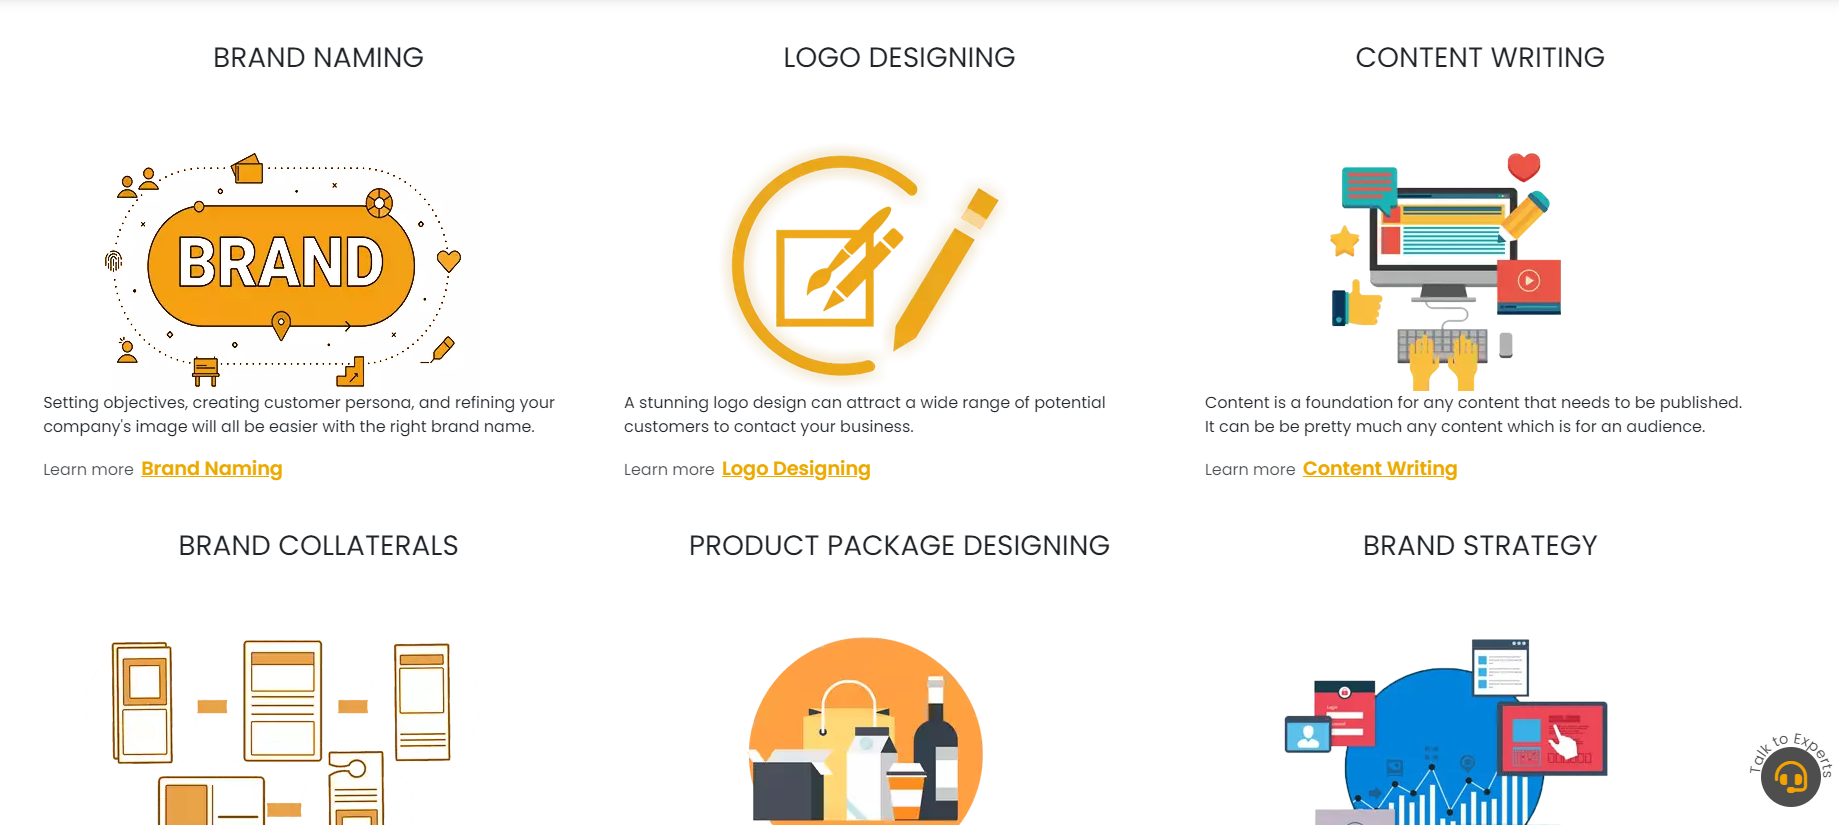 BRAND NAMING
LOGO DESIGNING
CONTENT WRITING
BRAND
Setting objectives, creating customer persona, and refining your
company's image will all be easier with the right brand name.
Learn more Brand Naming
A stunning logo design can attract a wide range of potential
customers to contact your business.
Learn more Logo Designing
Content is a foundation for any content that needs to be published.
It can be be pretty much any content which is for an audience.
Learn more Content Writing
BRAND COLLATERALS
PRODUCT PACKAGE DESIGNING
BRAND STRATEGY
Login
Talk to Experts